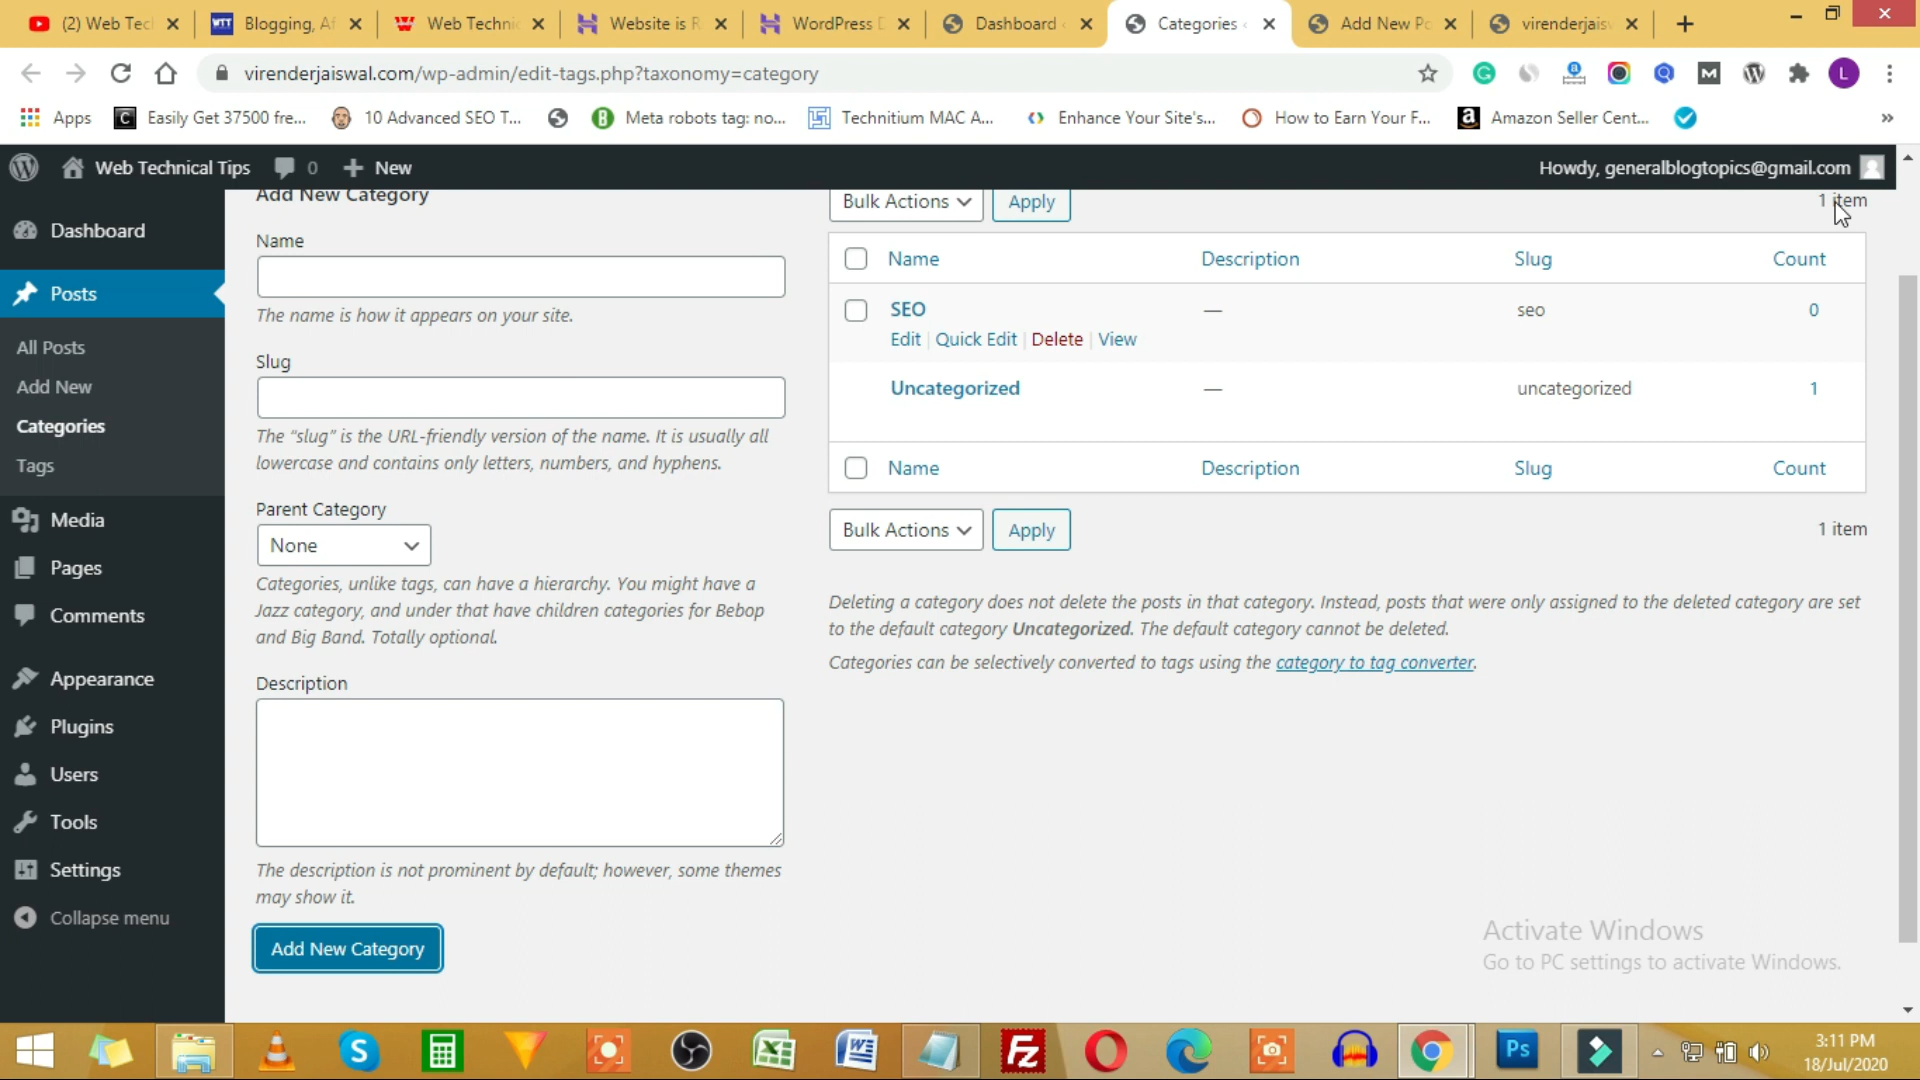 (2) Web Tec
Blogging, Af
Web Technic
Website is R
WordPress D
Dashboard
Categories
Add New Po
virenderjaisw
virenderjaiswal.com/wp-admin/edit-tags.php?taxonomy=category
L
Apps
Easily Get 37500 fre...
10 Advanced SEO T...
Meta robots tag: no...
Technitium MAC A...
Enhance Your Site's...
How to Earn Your F...
Amazon Seller Cent...
»
Web Technical Tips
0
New
Howdy, generalblogtopics@gmail.com
Dashboard
Posts
All Posts
Add New
Categories
Tags
Media
Pages
Comments
Appearance
Plugins
Users
Tools
Settings
Collapse menu
Add New Category
Name
The name is how it appears on your site.
Slug
The “slug” is the URL-friendly version of the name. It is usually all
lowercase and contains only letters, numbers, and hyphens.
Parent Category
None
Categories, unlike tags, can have a hierarchy. You might have a
Jazz category, and under that have children categories for Bebop
and Big Band. Totally optional.
Description
The description is not prominent by default; however, some themes
may show it.
Add New Category
Bulk Actions Apply 1 item
Name Description Slug Count
SEO — seo 0
Edit | Quick Edit | Delete | View
Uncategorized — uncategorized 1
Name Description Slug Count
Bulk Actions Apply 1 item
Deleting a category does not delete the posts in that category. Instead, posts that were only assigned to the deleted category are set
to the default category Uncategorized. The default category cannot be deleted.
Categories can be selectively converted to tags using the category to tag converter.
Activate Windows
Go to PC settings to activate Windows.
3:11 PM
18/Jul/2020